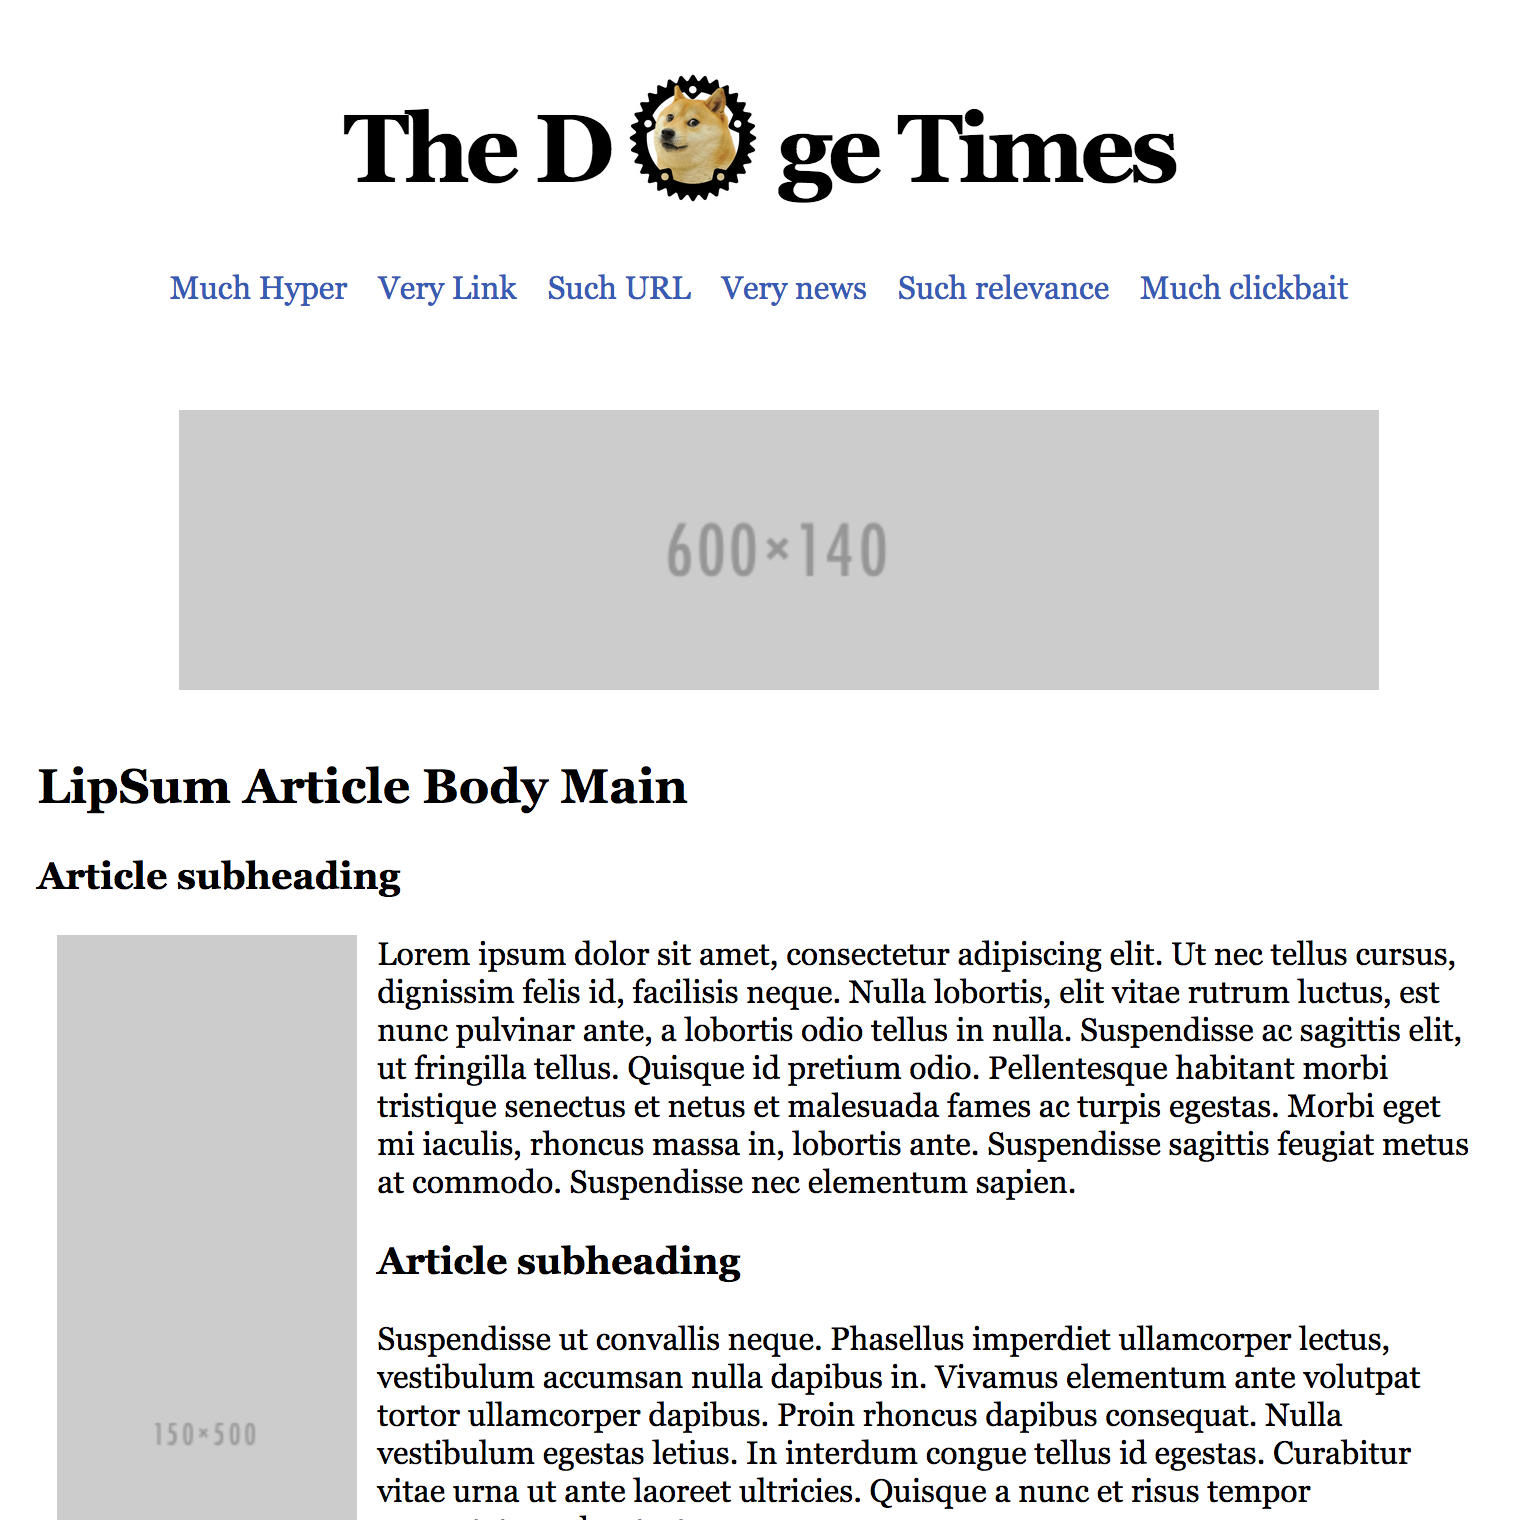 The D ge Times
Much Hyper Very Link Such URL Very news Such relevance Much clickbait
600×140
LipSum Article Body Main
Article subheading
Lorem ipsum dolor sit amet, consectetur adipiscing elit. Ut nec tellus cursus,
dignissim felis id, facilisis neque. Nulla lobortis, elit vitae rutrum luctus, est
nunc pulvinar ante, a lobortis odio tellus in nulla. Suspendisse ac sagittis elit,
ut fringilla tellus. Quisque id pretium odio. Pellentesque habitant morbi
tristique senectus et netus et malesuada fames ac turpis egestas. Morbi eget
mi iaculis, rhoncus massa in, lobortis ante. Suspendisse sagittis feugiat metus
at commodo. Suspendisse nec elementum sapien.
Article subheading
Suspendisse ut convallis neque. Phasellus imperdiet ullamcorper lectus,
vestibulum accumsan nulla dapibus in. Vivamus elementum ante volutpat
tortor ullamcorper dapibus. Proin rhoncus dapibus consequat. Nulla
vestibulum egestas letius. In interdum congue tellus id egestas. Curabitur
vitae urna ut ante laoreet ultricies. Quisque a nunc et risus tempor
150×500